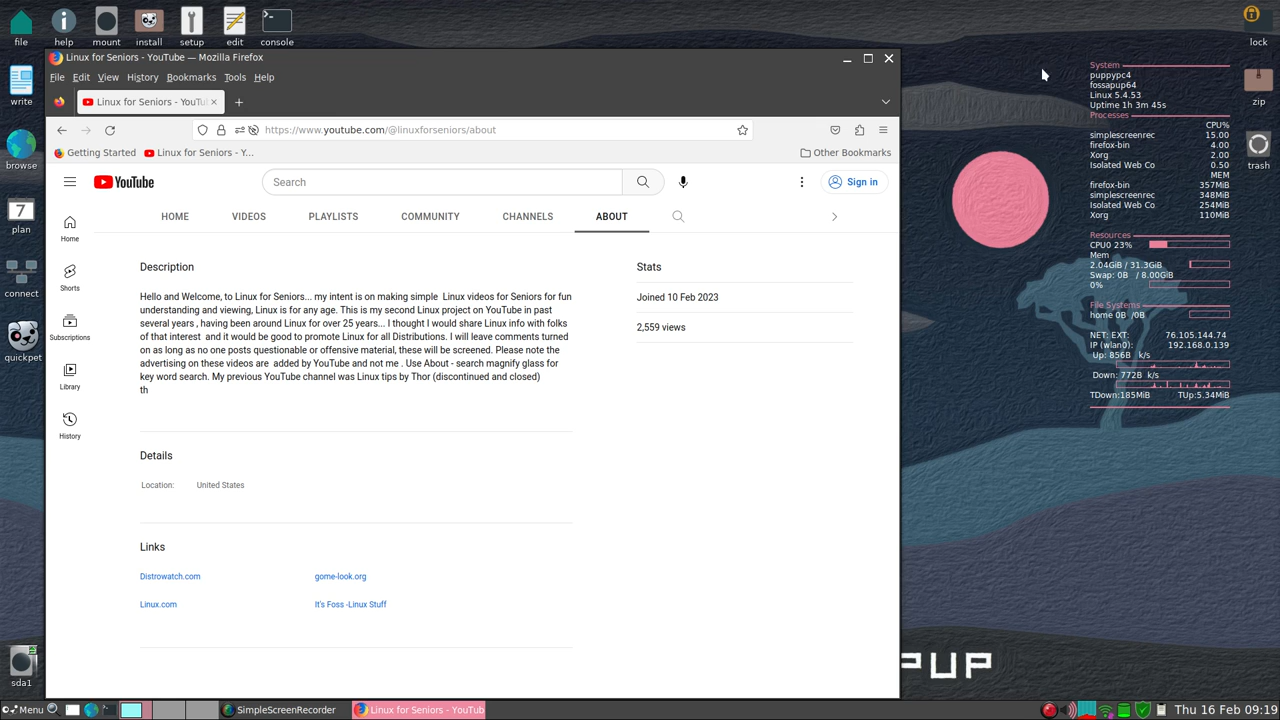 file
help
mount
install
setup
edit
console
lock
write
browse
plan
7
connect
quickpet
sda1
zip
trash
Linux for Seniors - YouTube — Mozilla Firefox
File Edit View History Bookmarks Tools Help
Linux for Seniors - YouTu
https://www.youtube.com/@linuxforseniors/about
Getting Started
Linux for Seniors - Y...
Other Bookmarks
YouTube
Search
Sign in
HOME VIDEOS PLAYLISTS COMMUNITY CHANNELS ABOUT
Home
Shorts
Subscriptions
Library
History
Description
Hello and Welcome, to Linux for Seniors... my intent is on making simple  Linux videos for Seniors for fun
understanding and viewing, Linux is for any age. This is my second Linux project on YouTube in past
several years , having been around Linux for over 25 years... I thought I would share Linux info with folks
of that interest  and it would be good to promote Linux for all Distributions. I will leave comments turned
on as long as no one posts questionable or offensive material, these will be screened. Please note the
advertising on these videos are  added by YouTube and not me . Use About - search magnify glass for
key word search. My previous YouTube channel was Linux tips by Thor (discontinued and closed)
th
Details
Location: United States
Links
Distrowatch.com
gome-look.org
Linux.com
It's Foss -Linux Stuff
Stats
Joined 10 Feb 2023
2,559 views
System
puppypc4
fossapup64
Linux 5.4.53
Uptime 1h 3m 45s
Processes
CPU%
simplescreenrec 15.00
firefox-bin 4.00
Xorg 2.00
Isolated Web Co 0.50
MEM
firefox-bin 357MiB
simplescreenrec 348MiB
Isolated Web Co 254MiB
Xorg 110MiB
Resources
CPU0 23%
Mem
2.04GiB / 31.3GiB
Swap: 0B / 8.00GiB
0%
File Systems
home 0B /0B
NET: EXT: 76.105.144.74
IP (wlan0): 192.168.0.139
Up: 856B k/s
Down: 772B k/s
TDown:185MiB TUp:5.34MiB
PUP
Menu
SimpleScreenRecorder
Linux for Seniors - YouTub
Thu 16 Feb 09:19